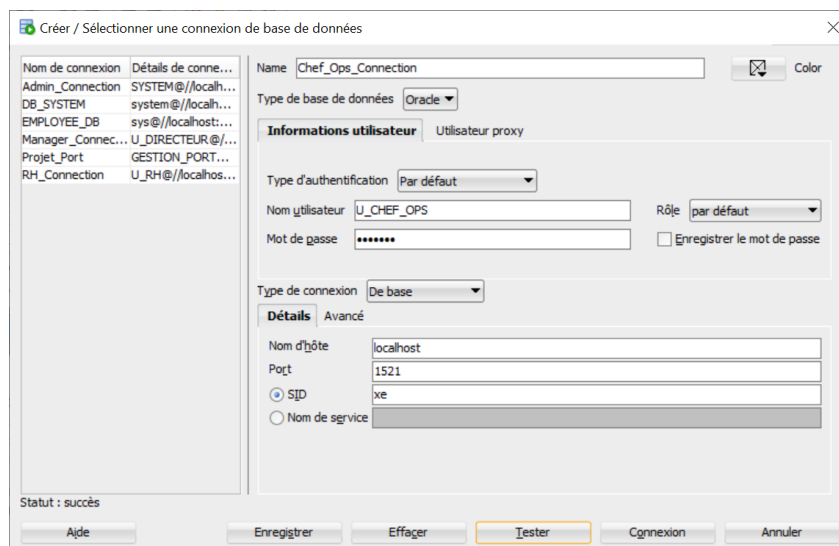 Créer / Sélectionner une connexion de base de données
Nom de connexion Détails de conne...
Admin_Connection SYSTEM@//localh...
DB_SYSTEM system@//localh...
EMPLOYEE_DB sys@//localhost:...
Manager_Connec... U_DIRECTEUR@/...
Projet_Port GESTION_PORT...
RH_Connection U_RH@//localhos...
Name Chef_Ops_Connection Color
Type de base de données Oracle
Informations utilisateur Utilisateur proxy
Type d'authentification Par défaut
Nom utilisateur U_CHEF_OPS Rôle par défaut
Mot de passe ••••••• Enregistrer le mot de passe
Type de connexion De base
Détails Avancé
Nom d'hôte localhost
Port 1521
SID xe
Nom de service
Statut : succès
Aide Enregistrer Effacer Tester Connexion Annuler